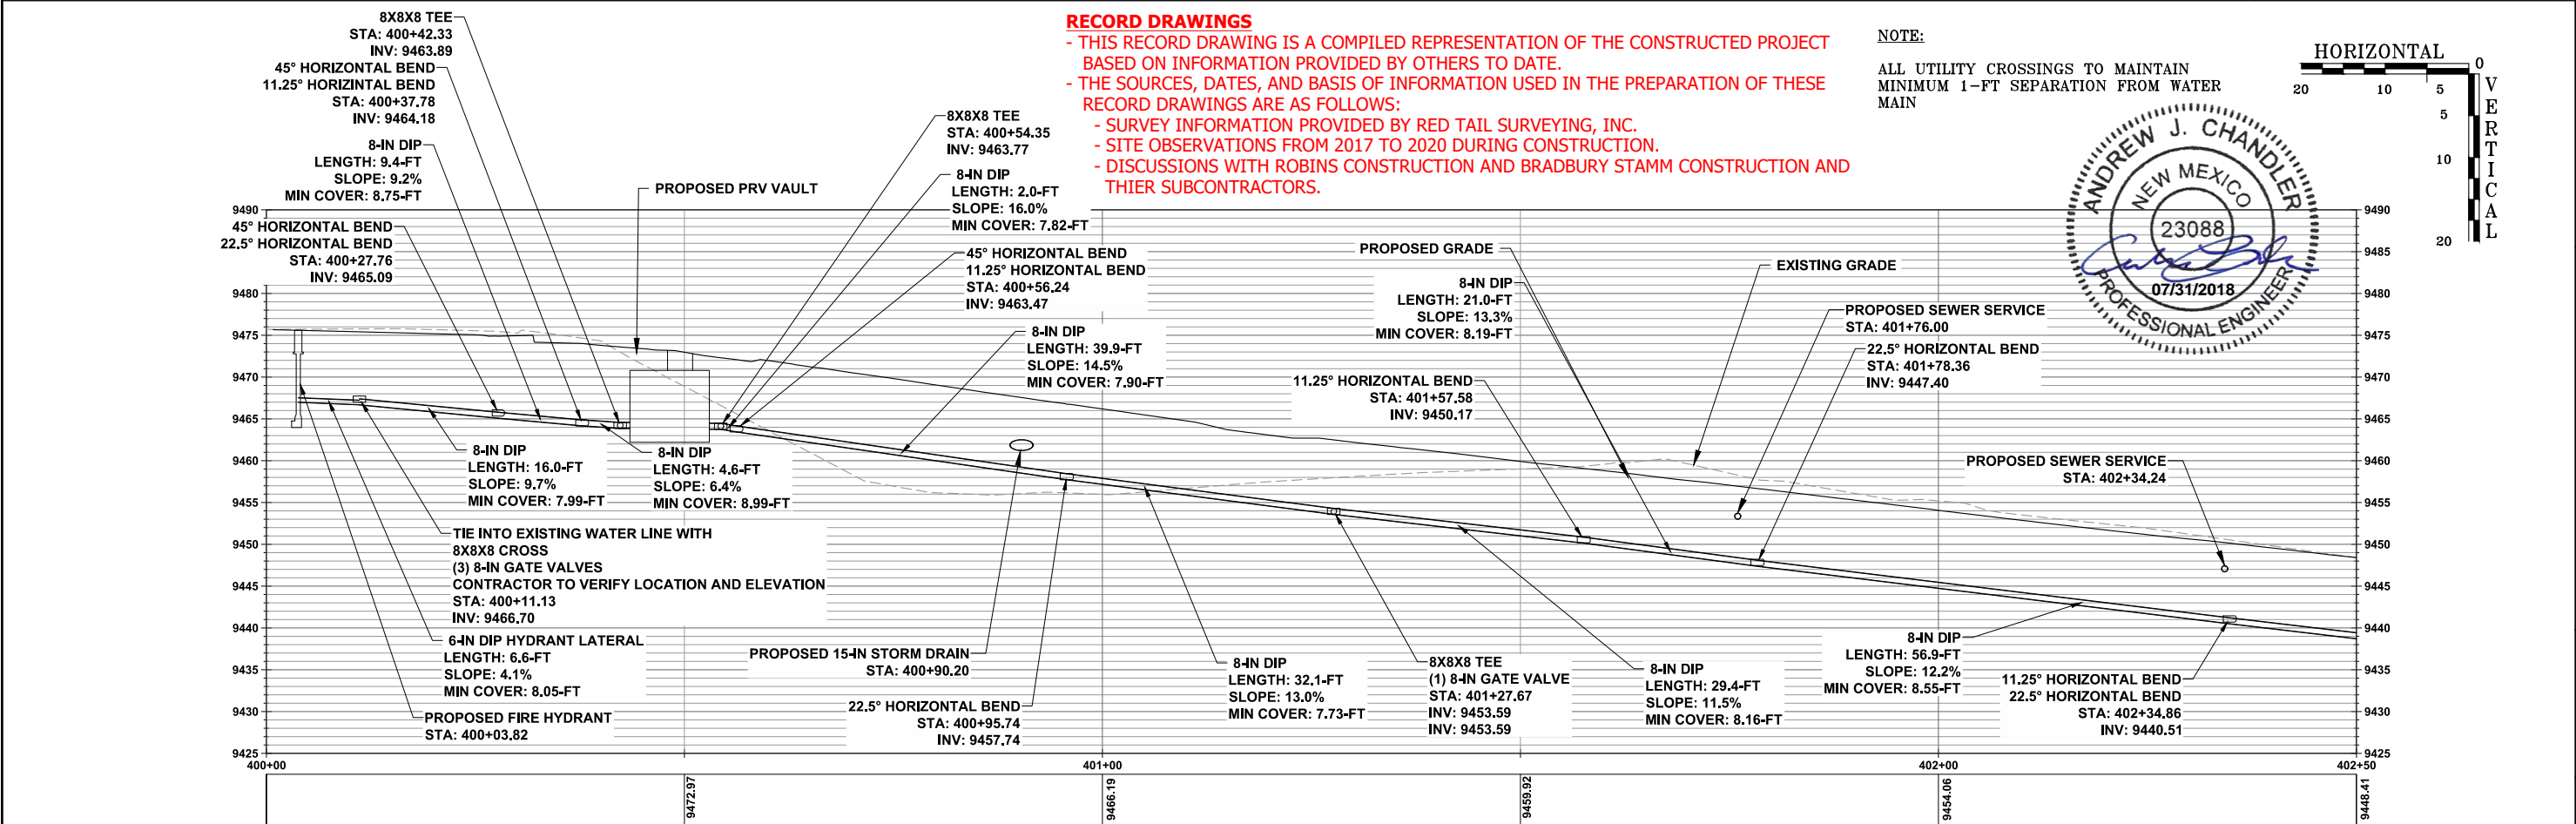 RECORD DRAWINGS
- THIS RECORD DRAWING IS A COMPILED REPRESENTATION OF THE CONSTRUCTED PROJECT
BASED ON INFORMATION PROVIDED BY OTHERS TO DATE.
- THE SOURCES, DATES, AND BASIS OF INFORMATION USED IN THE PREPARATION OF THESE
RECORD DRAWINGS ARE AS FOLLOWS:
- SURVEY INFORMATION PROVIDED BY RED TAIL SURVEYING, INC.
- SITE OBSERVATIONS FROM 2017 TO 2020 DURING CONSTRUCTION.
- DISCUSSIONS WITH ROBINS CONSTRUCTION AND BRADBURY STAMM CONSTRUCTION AND
THIER SUBCONTRACTORS.
NOTE:
ALL UTILITY CROSSINGS TO MAINTAIN
MINIMUM 1-FT SEPARATION FROM WATER
MAIN
HORIZONTAL
0
20 10 5
5
10
20
VERTICAL
ANDREW J. CHANDLER
NEW MEXICO
23088
07/31/2018
PROFESSIONAL ENGINEER
8X8X8 TEE
STA: 400+42.33
INV: 9463.89
45° HORIZONTAL BEND
11.25° HORIZINTAL BEND
STA: 400+37.78
INV: 9464.18
8-IN DIP
LENGTH: 9.4-FT
SLOPE: 9.2%
MIN COVER: 8.75-FT
45° HORIZONTAL BEND
22.5° HORIZONTAL BEND
STA: 400+27.76
INV: 9465.09
PROPOSED PRV VAULT
8X8X8 TEE
STA: 400+54.35
INV: 9463.77
8-IN DIP
LENGTH: 2.0-FT
SLOPE: 16.0%
MIN COVER: 7.82-FT
45° HORIZONTAL BEND
11.25° HORIZONTAL BEND
STA: 400+56.24
INV: 9463.47
8-IN DIP
LENGTH: 39.9-FT
SLOPE: 14.5%
MIN COVER: 7.90-FT
PROPOSED GRADE
8-IN DIP
LENGTH: 21.0-FT
SLOPE: 13.3%
MIN COVER: 8.19-FT
11.25° HORIZONTAL BEND
STA: 401+57.58
INV: 9450.17
EXISTING GRADE
PROPOSED SEWER SERVICE
STA: 401+76.00
22.5° HORIZONTAL BEND
STA: 401+78.36
INV: 9447.40
PROPOSED SEWER SERVICE
STA: 402+34.24
8-IN DIP
LENGTH: 16.0-FT
SLOPE: 9.7%
MIN COVER: 7.99-FT
8-IN DIP
LENGTH: 4.6-FT
SLOPE: 6.4%
MIN COVER: 8.99-FT
TIE INTO EXISTING WATER LINE WITH
8X8X8 CROSS
(3) 8-IN GATE VALVES
CONTRACTOR TO VERIFY LOCATION AND ELEVATION
STA: 400+11.13
INV: 9466.70
6-IN DIP HYDRANT LATERAL
LENGTH: 6.6-FT
SLOPE: 4.1%
MIN COVER: 8.05-FT
PROPOSED FIRE HYDRANT
STA: 400+03.82
PROPOSED 15-IN STORM DRAIN
STA: 400+90.20
22.5° HORIZONTAL BEND
STA: 400+95.74
INV: 9457.74
8-IN DIP
LENGTH: 32.1-FT
SLOPE: 13.0%
MIN COVER: 7.73-FT
8X8X8 TEE
(1) 8-IN GATE VALVE
STA: 401+27.67
INV: 9453.59
INV: 9453.59
8-IN DIP
LENGTH: 29.4-FT
SLOPE: 11.5%
MIN COVER: 8.16-FT
8-IN DIP
LENGTH: 56.9-FT
SLOPE: 12.2%
MIN COVER: 8.55-FT
11.25° HORIZONTAL BEND
22.5° HORIZONTAL BEND
STA: 402+34.86
INV: 9440.51
9490
9480
9475
9470
9465
9460
9455
9450
9445
9440
9435
9430
9425
9490
9485
9480
9475
9470
9465
9460
9455
9450
9445
9440
9435
9430
9425
400+00
401+00
402+00
402+50
9472.97
9466.19
9459.92
9454.06
9448.41